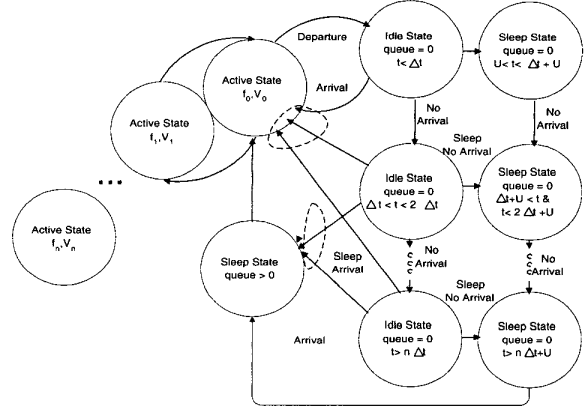 Departure
Arrival
Active State
f₀,V₀
Active State
f₁,V₁
Active State
fₙ,Vₙ
Idle State
queue = 0
t< Δt
Sleep State
queue = 0
U< t< Δt + U
No
Arrival
No
Arrival
Sleep
No Arrival
Idle State
queue = 0
Δt < t < 2 Δt
Sleep State
queue = 0
Δt+U < t &
t< 2 Δt +U
Sleep State
queue > 0
Sleep
Arrival
No
Arrival
No
Arrival
Sleep
No Arrival
Arrival
Idle State
queue = 0
t> n Δt
Sleep State
queue = 0
t> n Δt+U